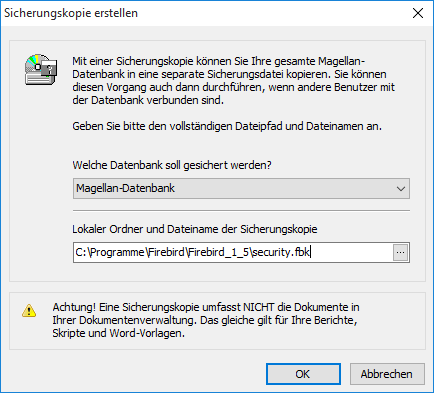 Sicherungskopie erstellen
Mit einer Sicherungskopie können Sie Ihre gesamte Magellan-
Datenbank in eine separate Sicherungsdatei kopieren. Sie können
diesen Vorgang auch dann durchführen, wenn andere Benutzer mit
der Datenbank verbunden sind.
Geben Sie bitte den vollständigen Dateipfad und Dateinamen an.
Welche Datenbank soll gesichert werden?
Magellan-Datenbank
Lokaler Ordner und Dateiname der Sicherungskopie
C:\Programme\Firebird\Firebird_1_5\security.fbk
...
Achtung! Eine Sicherungskopie umfasst NICHT die Dokumente in
Ihrer Dokumentenverwaltung. Das gleiche gilt für Ihre Berichte,
Skripte und Word-Vorlagen.
OK
Abbrechen